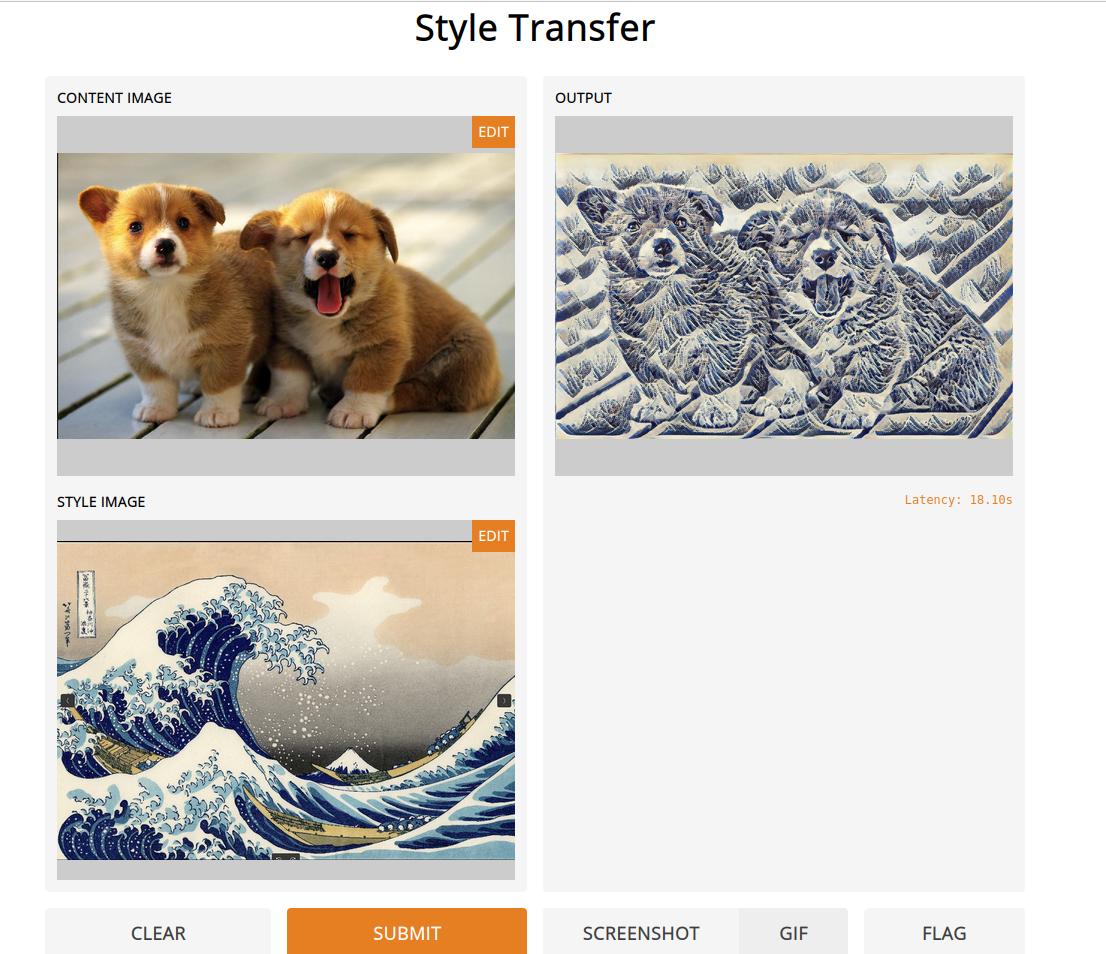 Style Transfer
CONTENT IMAGE
EDIT
OUTPUT
STYLE IMAGE
EDIT
Latency: 18.10s
CLEAR
SUBMIT
SCREENSHOT
GIF
FLAG